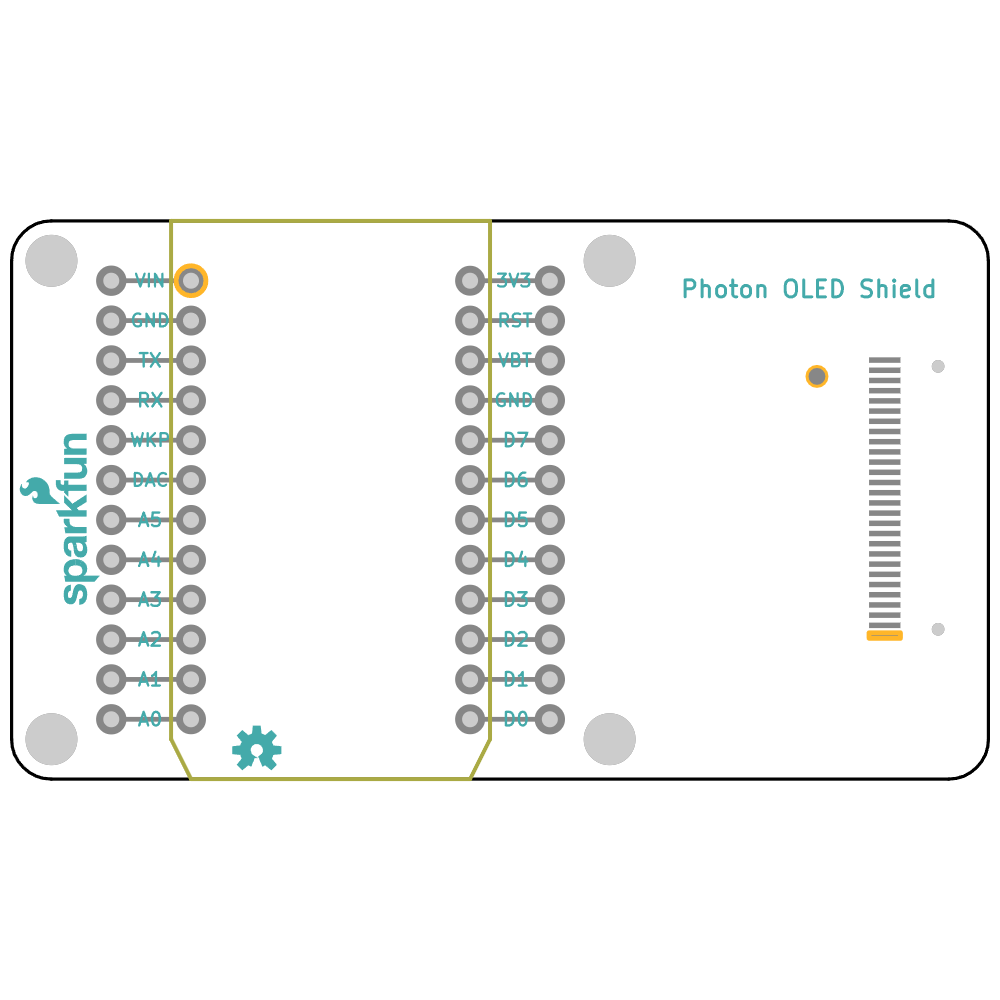 Photon OLED Shield
VIN 3V3
GND RST
TX VBT
RX GND
WKP D7
DAC D6
A5 D5
A4 D4
A3 D3
A2 D2
A1 D1
A0 D0
sparkfun